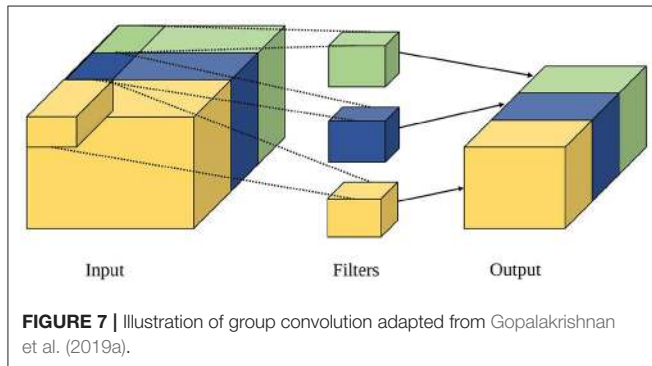 Input
Filters
Output
FIGURE 7 | Illustration of group convolution adapted from Gopalakrishnan
et al. (2019a).